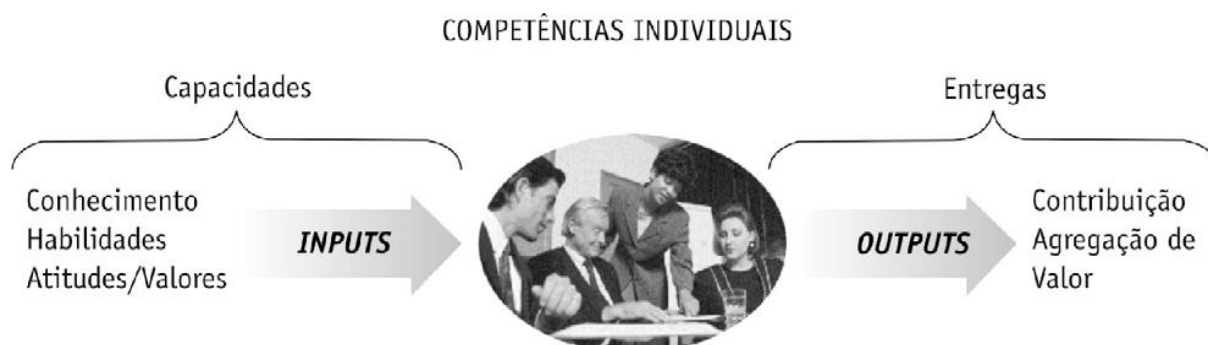 COMPETÊNCIAS INDIVIDUAIS
Capacidades
Entregas
Conhecimento
Habilidades
Atitudes/Valores
INPUTS
OUTPUTS
Contribuição
Agregação de
Valor